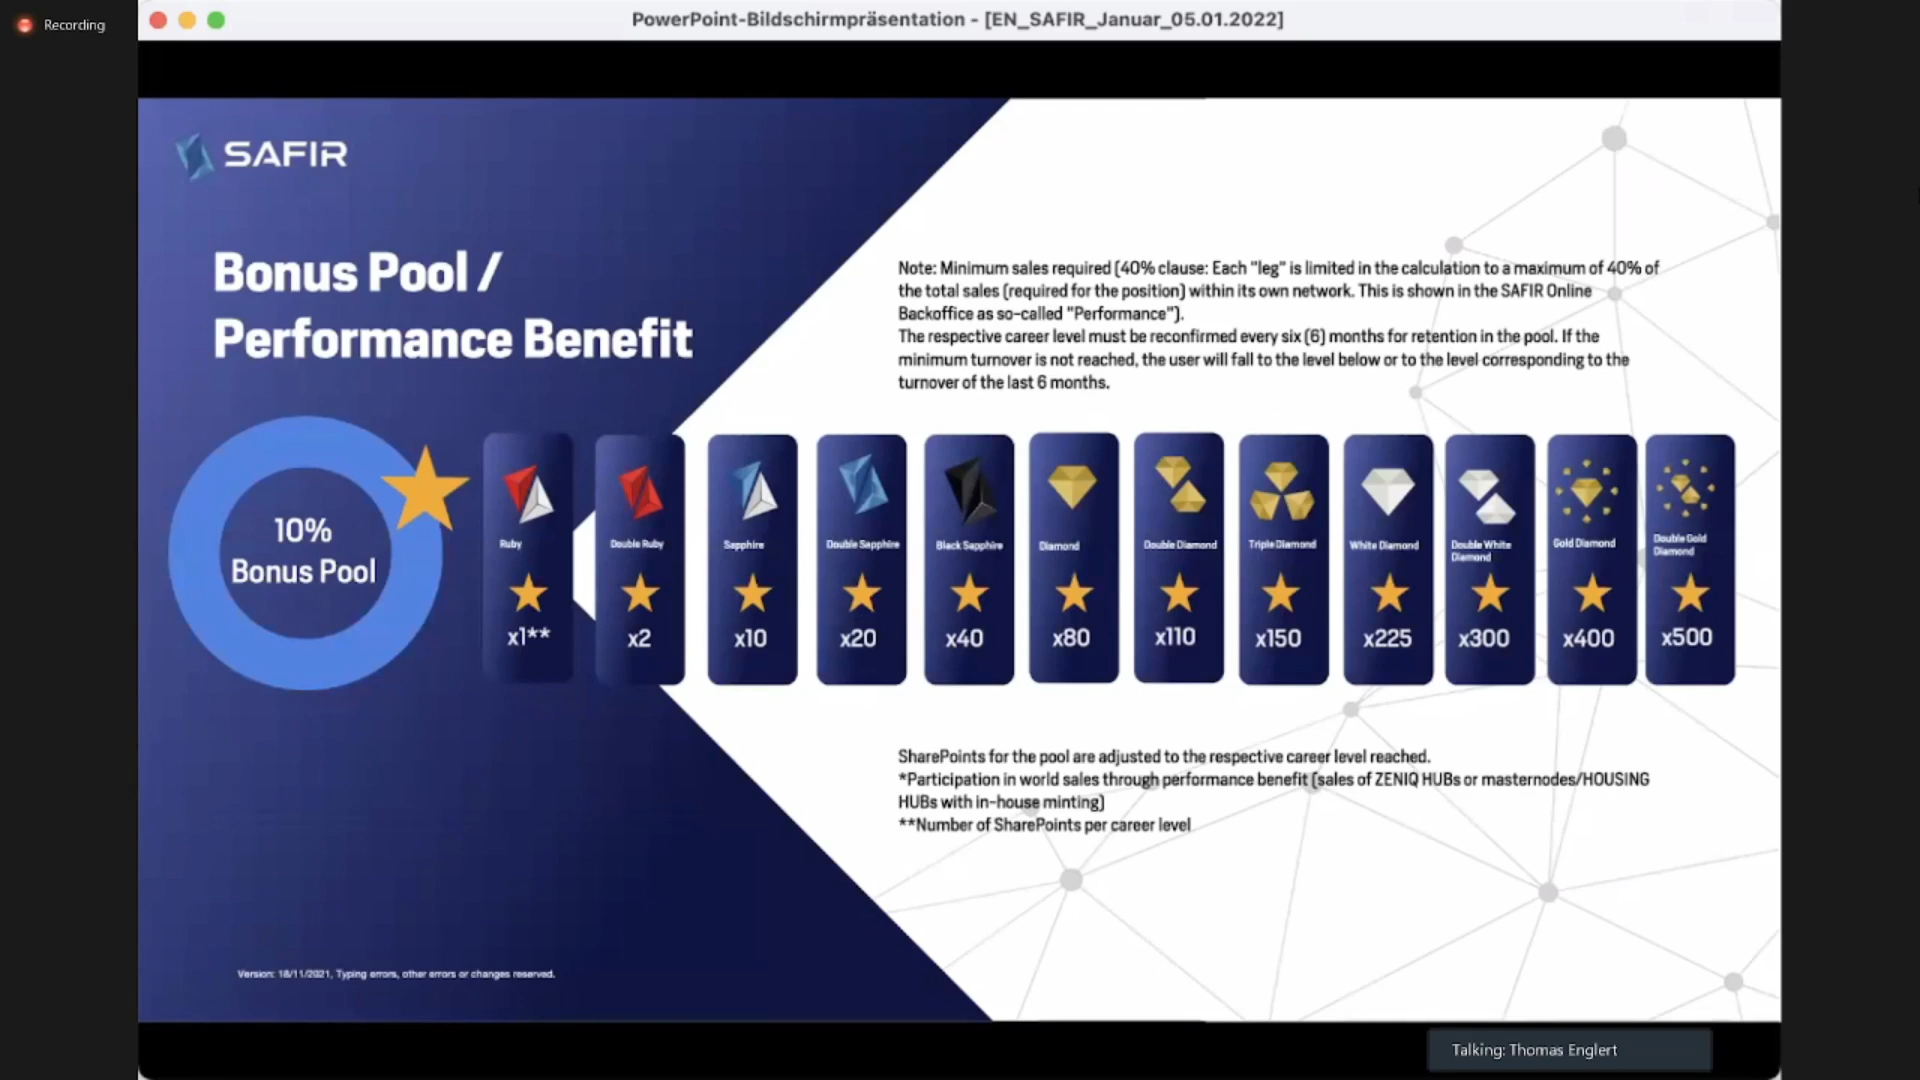 Recording
PowerPoint-Bildschirmpräsentation - [EN_SAFIR_Januar_05.01.2022]
SAFIR
Bonus Pool /
Performance Benefit
Note: Minimum sales required (40% clause: Each "leg" is limited in the calculation to a maximum of 40% of
the total sales (required for the position) within its own network. This is shown in the SAFIR Online
Backoffice as so-called "Performance").
The respective career level must be reconfirmed every six (6) months for retention in the pool. If the
minimum turnover is not reached, the user will fall to the level below or to the level corresponding to the
turnover of the last 6 months.
10%
Bonus Pool
Ruby
x1**
Double Ruby
x2
Sapphire
x10
Double Sapphire
x20
Black Sapphire
x40
Diamond
x80
Double Diamond
x110
Triple Diamond
x150
White Diamond
x225
Double White
Diamond
x300
Gold Diamond
x400
Double Gold
Diamond
x500
SharePoints for the pool are adjusted to the respective career level reached.
*Participation in world sales through performance benefit (sales of ZENIQ HUBs or masternodes/HOUSING
HUBs with in-house minting)
**Number of SharePoints per career level
Version: 18/11/2021, Typing errors, other errors or changes reserved.
Talking: Thomas Englert